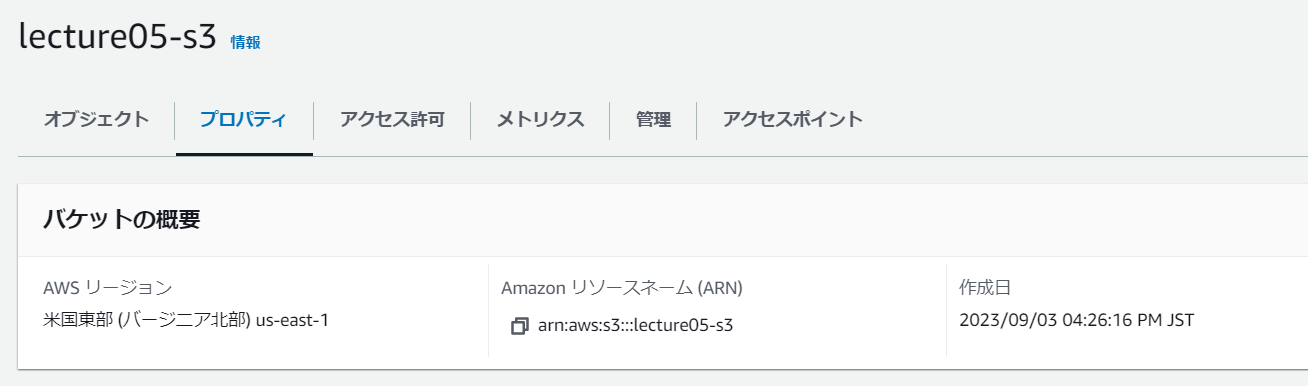 lecture05-s3 情報
オブジェクト プロパティ アクセス許可 メトリクス 管理 アクセスポイント
バケットの概要
AWS リージョン
米国東部 (バージニア北部) us-east-1
Amazon リソースネーム (ARN)
arn:aws:s3:::lecture05-s3
作成日
2023/09/03 04:26:16 PM JST